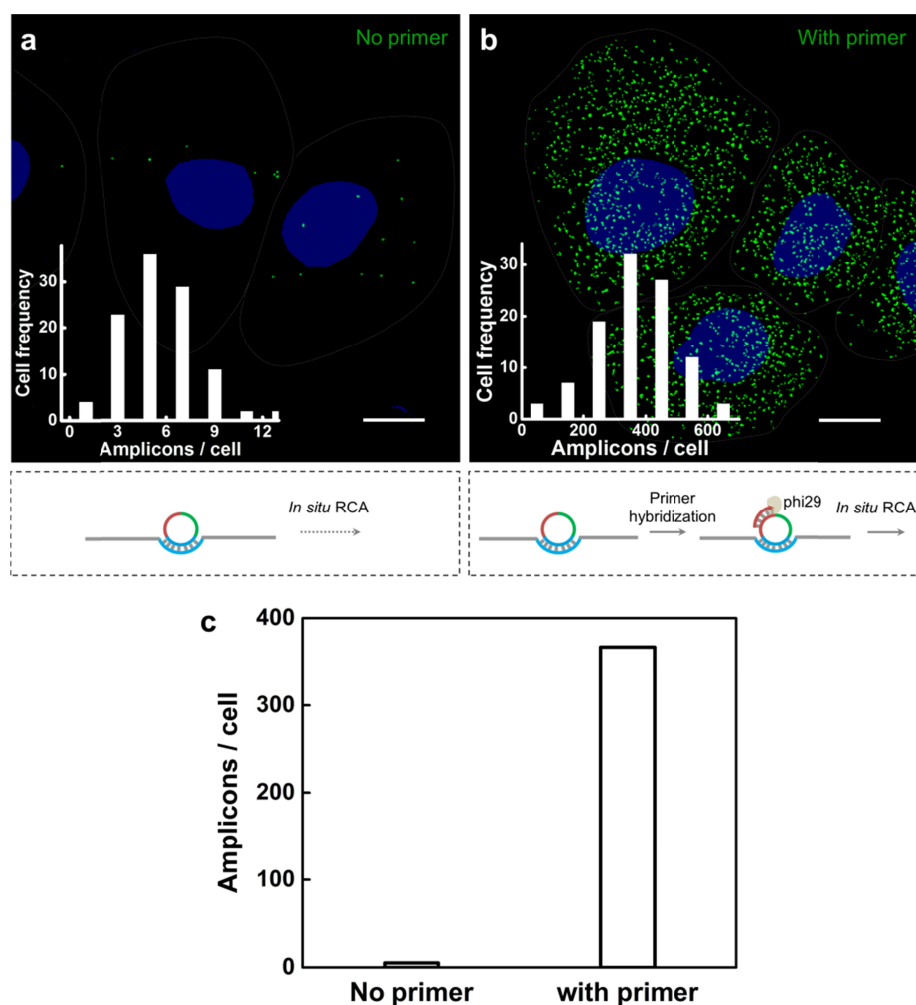 a
No primer
Cell frequency
30
20
10
0
0 3 6 9 12
Amplicons / cell
b
With primer
Cell frequency
30
20
10
0
0 200 400 600
Amplicons / cell
In situ RCA
Primer
hybridization
phi29
In situ RCA
c
Amplicons / cell
400
300
200
100
0
No primer with primer